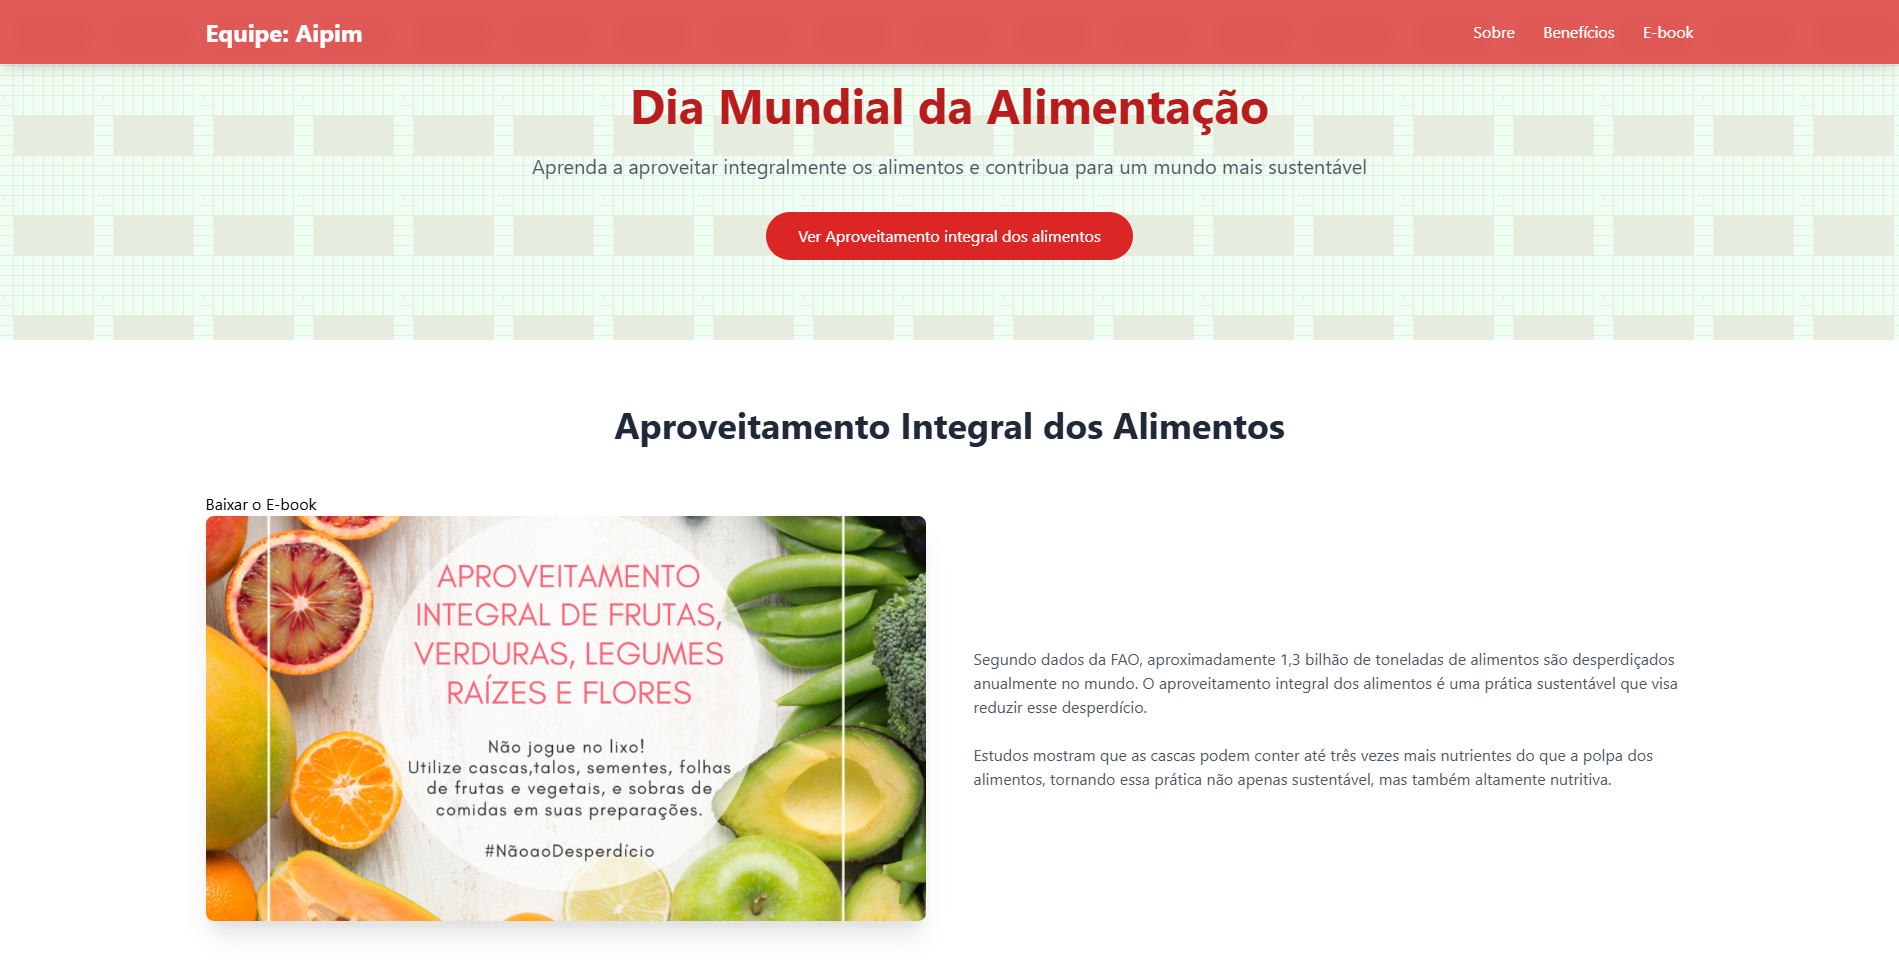 Equipe: Aipim
Sobre
Benefícios
E-book
Dia Mundial da Alimentação
Aprenda a aproveitar integralmente os alimentos e contribua para um mundo mais sustentável
Ver Aproveitamento integral dos alimentos
Aproveitamento Integral dos Alimentos
Baixar o E-book
APROVEITAMENTO
INTEGRAL DE FRUTAS,
VERDURAS, LEGUMES
RAÍZES E FLORES
Não jogue no lixo!
Utilize cascas,talos, sementes, folhas
de frutas e vegetais, e sobras de
comidas em suas preparações.
#NãoaoDesperdício
Segundo dados da FAO, aproximadamente 1,3 bilhão de toneladas de alimentos são desperdiçados
anualmente no mundo. O aproveitamento integral dos alimentos é uma prática sustentável que visa
reduzir esse desperdício.
Estudos mostram que as cascas podem conter até três vezes mais nutrientes do que a polpa dos
alimentos, tornando essa prática não apenas sustentável, mas também altamente nutritiva.